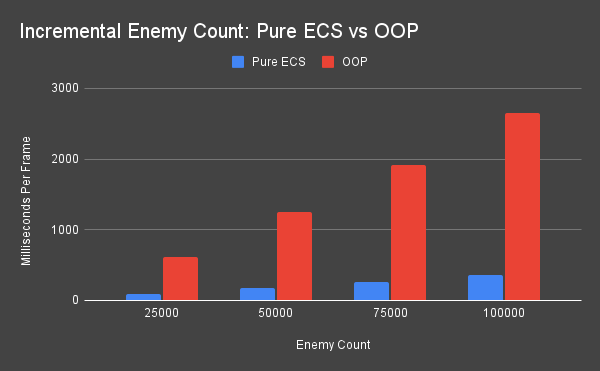 Incremental Enemy Count: Pure ECS vs OOP
Pure ECS OOP
Milliseconds Per Frame
3000
2000
1000
0
25000 50000 75000 100000
Enemy Count